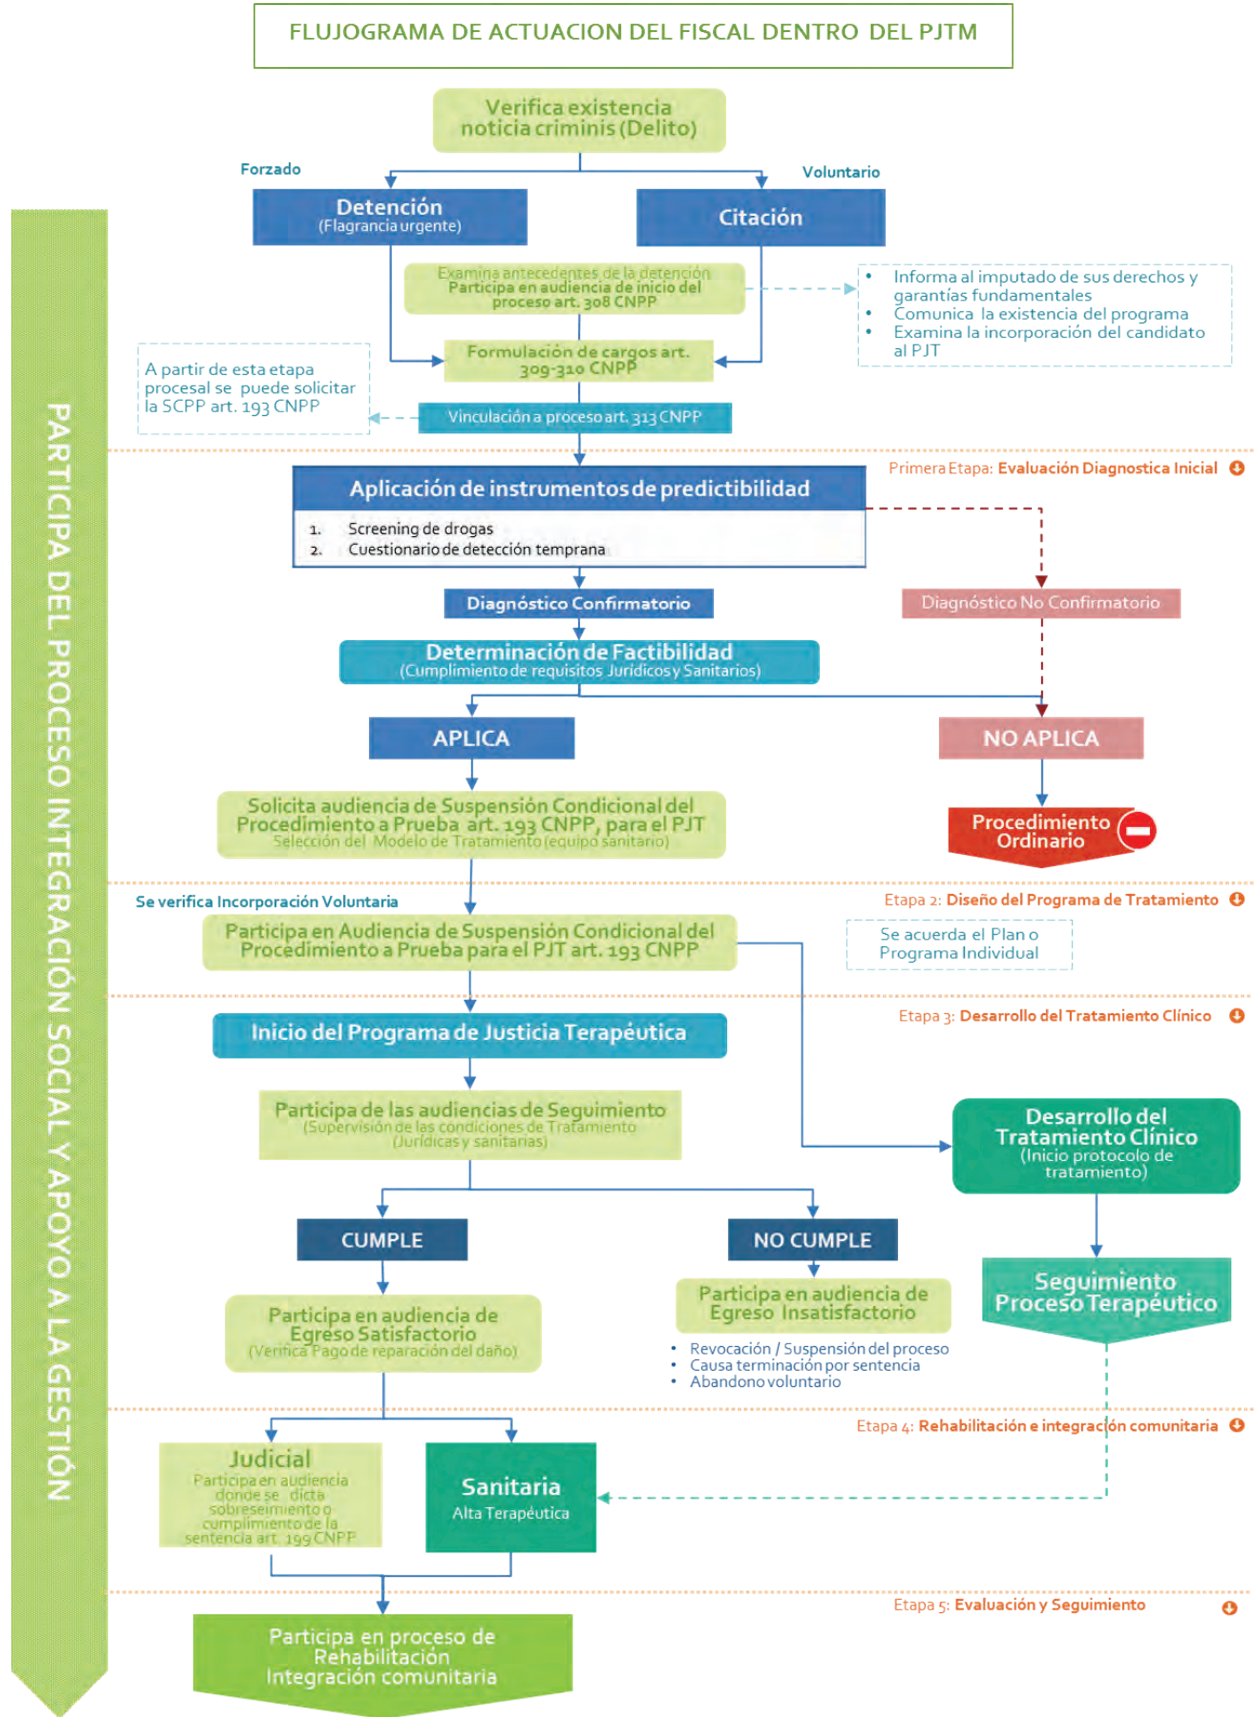 FLUJOGRAMA DE ACTUACION DEL FISCAL DENTRO DEL PJTM
Verifica existencia
noticia criminis (Delito)
Forzado
Voluntario
Detención
(Flagrancia urgente)
Citación
Examina antecedentes de la detención
Participa en audiencia de inicio del
proceso art. 308 CNPP
• Informa al imputado de sus derechos y
garantías fundamentales
• Comunica la existencia del programa
• Examina la incorporación del candidato
al PJT
Formulación de cargos art.
309-310 CNPP
A partir de esta etapa
procesal se puede solicitar
la SCPP art. 193 CNPP
Vinculación a proceso art. 313 CNPP
Primera Etapa: Evaluación Diagnostica Inicial
Aplicación de instrumentos de predictibilidad
1. Screening de drogas
2. Cuestionario de detección temprana
Diagnóstico Confirmatorio
Diagnóstico No Confirmatorio
Determinación de Factibilidad
(Cumplimiento de requisitos Jurídicos y Sanitarios)
APLICA
NO APLICA
Solicita audiencia de Suspensión Condicional del
Procedimiento a Prueba art. 193 CNPP, para el PJT
Selección del Modelo de Tratamiento (equipo sanitario)
Procedimiento
Ordinario
Etapa 2: Diseño del Programa de Tratamiento
Se verifica Incorporación Voluntaria
Participa en Audiencia de Suspensión Condicional del
Procedimiento a Prueba para el PJT art. 193 CNPP
Se acuerda el Plan o
Programa Individual
Etapa 3: Desarrollo del Tratamiento Clínico
Inicio del Programa de Justicia Terapéutica
Participa de las audiencias de Seguimiento
(Supervisión de las condiciones de Tratamiento
(Jurídicas y sanitarias)
Desarrollo del
Tratamiento Clínico
(Inicio protocolo de
tratamiento)
CUMPLE
NO CUMPLE
Seguimiento
Proceso Terapéutico
Participa en audiencia de
Egreso Satisfactorio
(Verifica Pago de reparación del daño)
Participa en audiencia de
Egreso Insatisfactorio
• Revocación / Suspensión del proceso
• Causa terminación por sentencia
• Abandono voluntario
Etapa 4: Rehabilitación e integración comunitaria
Judicial
Participa en audiencia
donde se dicta
sobreseimiento o
cumplimiento de la
sentencia art. 199 CNPP
Sanitaria
Alta Terapéutica
Etapa 5: Evaluación y Seguimiento
Participa en proceso de
Rehabilitación
Integración comunitaria
PARTICIPA DEL PROCESO INTEGRACIÓN SOCIAL Y APOYO A LA GESTIÓN